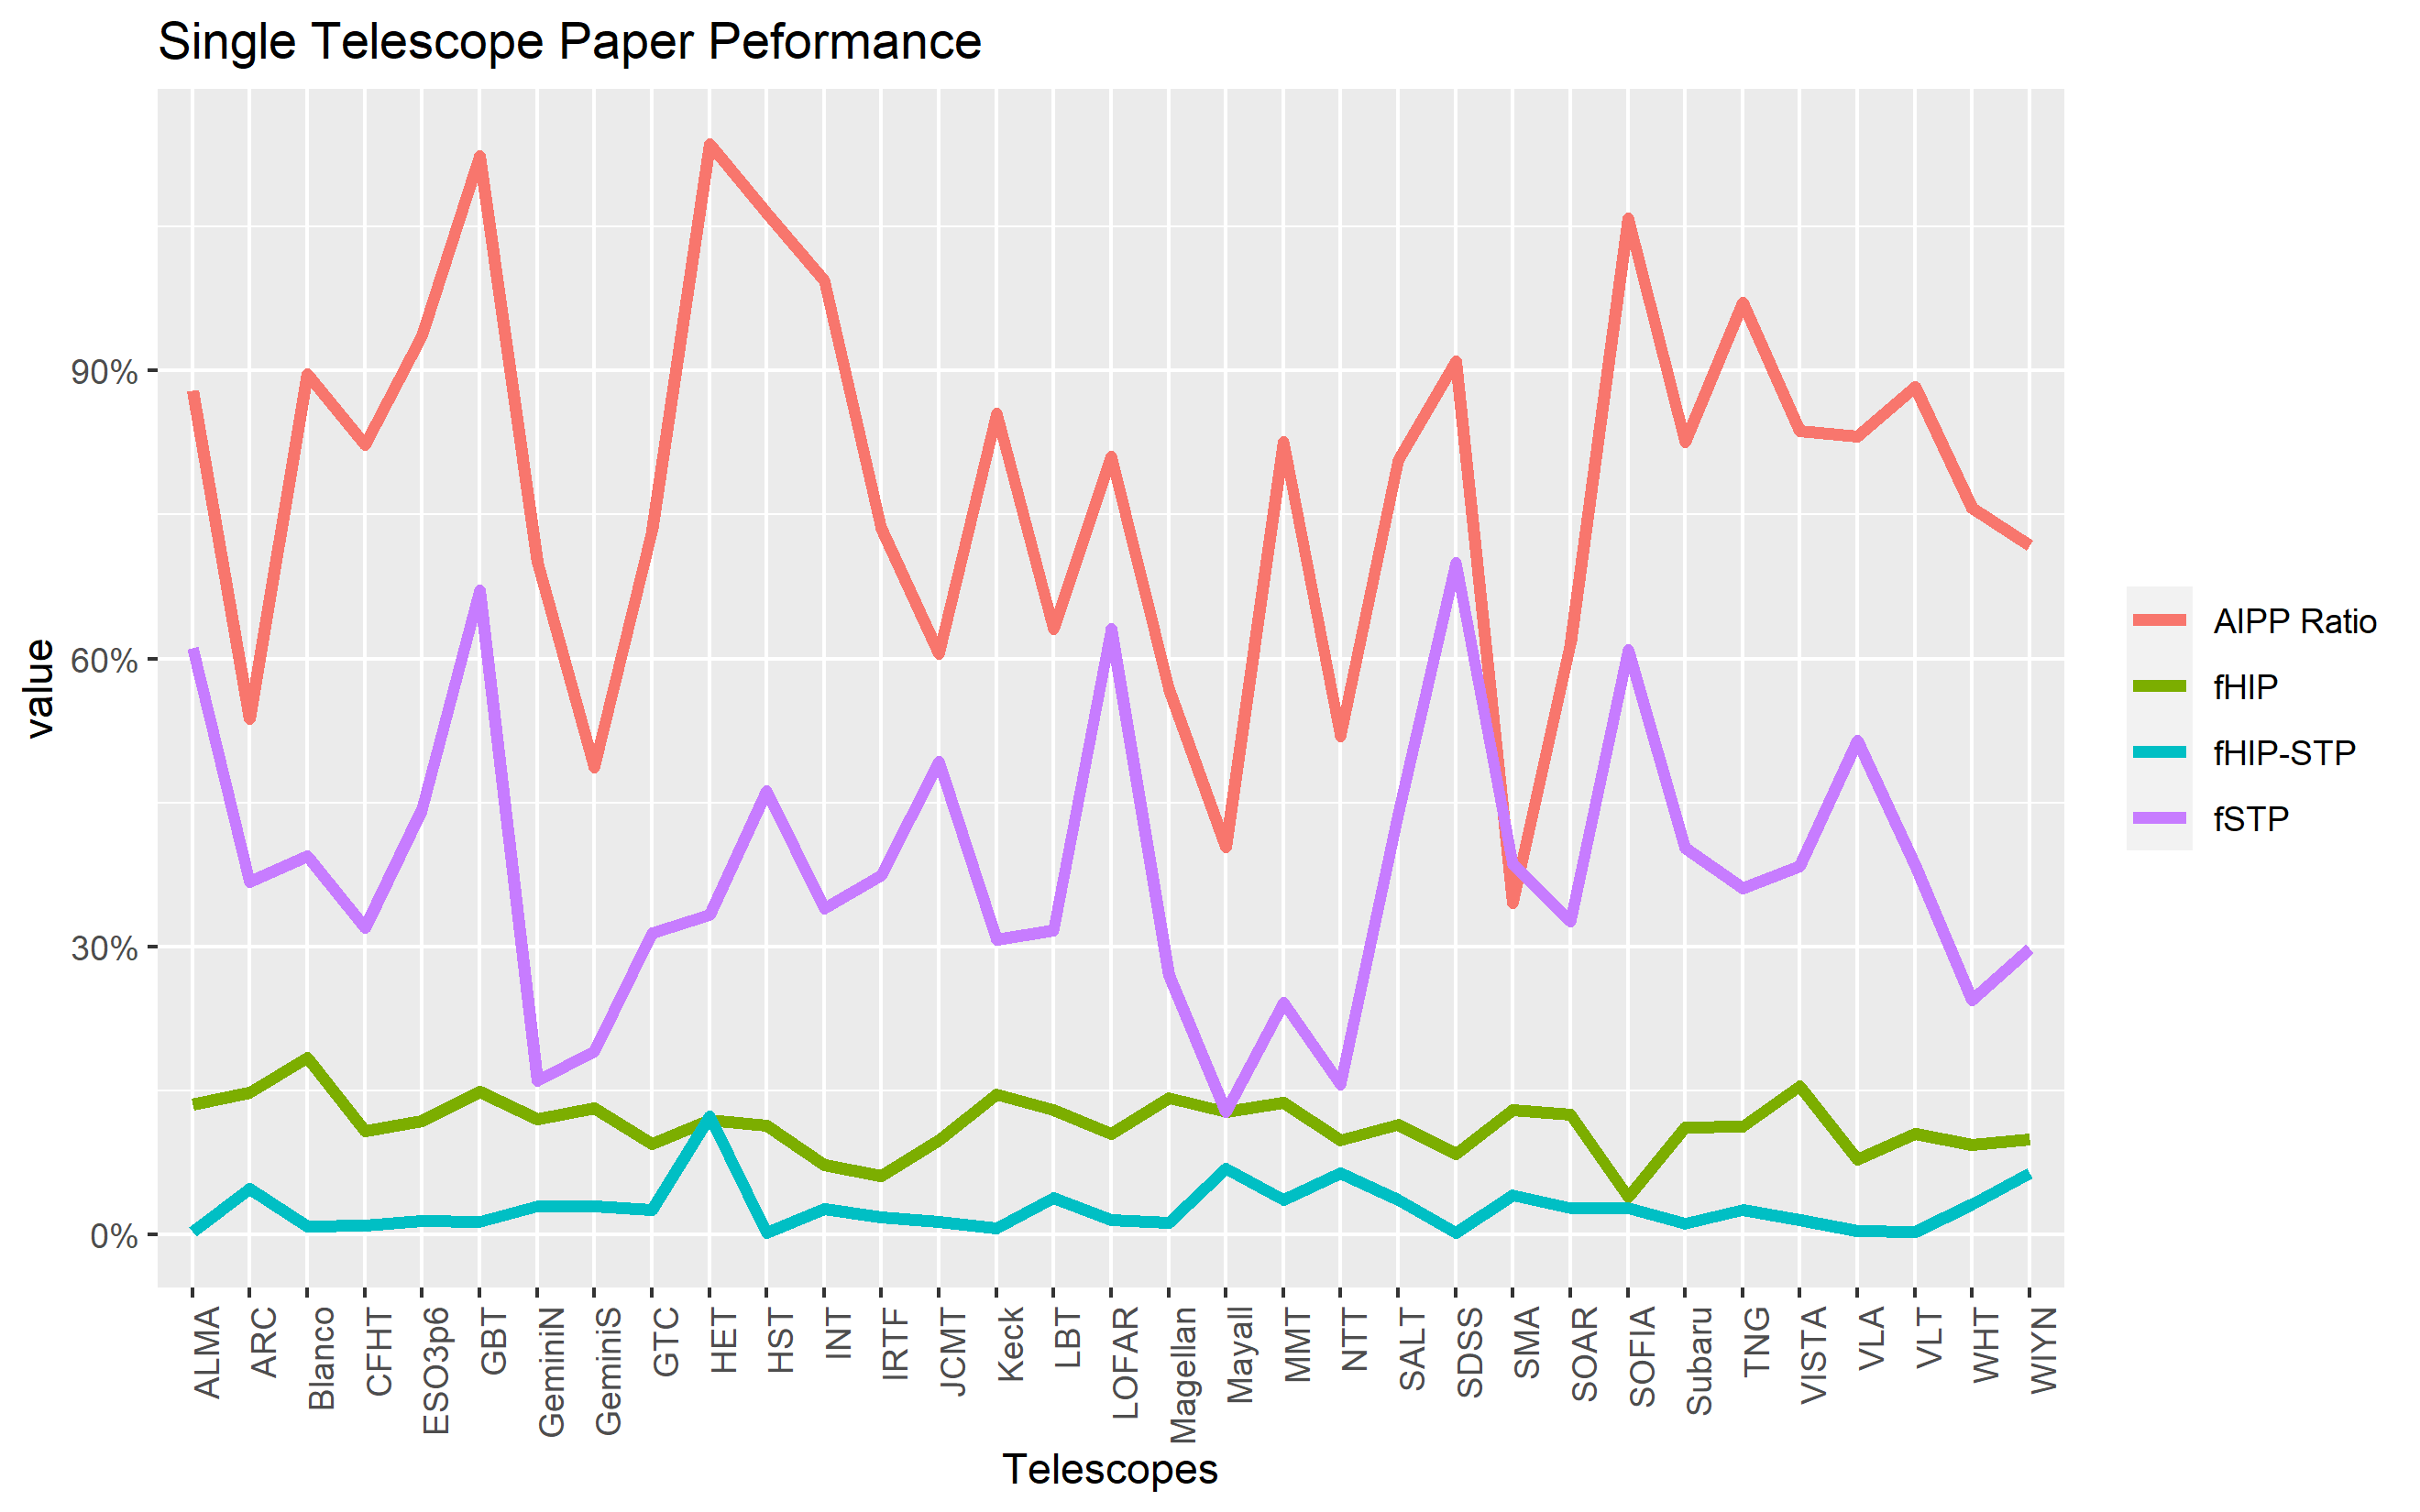 Single Telescope Paper Peformance
value
90%
60%
30%
0%
ALMA
ARC
Blanco
CFHT
ESO3p6
GBT
GeminiN
GeminiS
GTC
HET
HST
INT
IRTF
JCMT
Keck
LBT
LOFAR
Magellan
Mayall
MMT
NTT
SALT
SDSS
SMA
SOAR
SOFIA
Subaru
TNG
VISTA
VLA
VLT
WHT
WIYN
Telescopes
AIPP Ratio
fHIP
fHIP-STP
fSTP